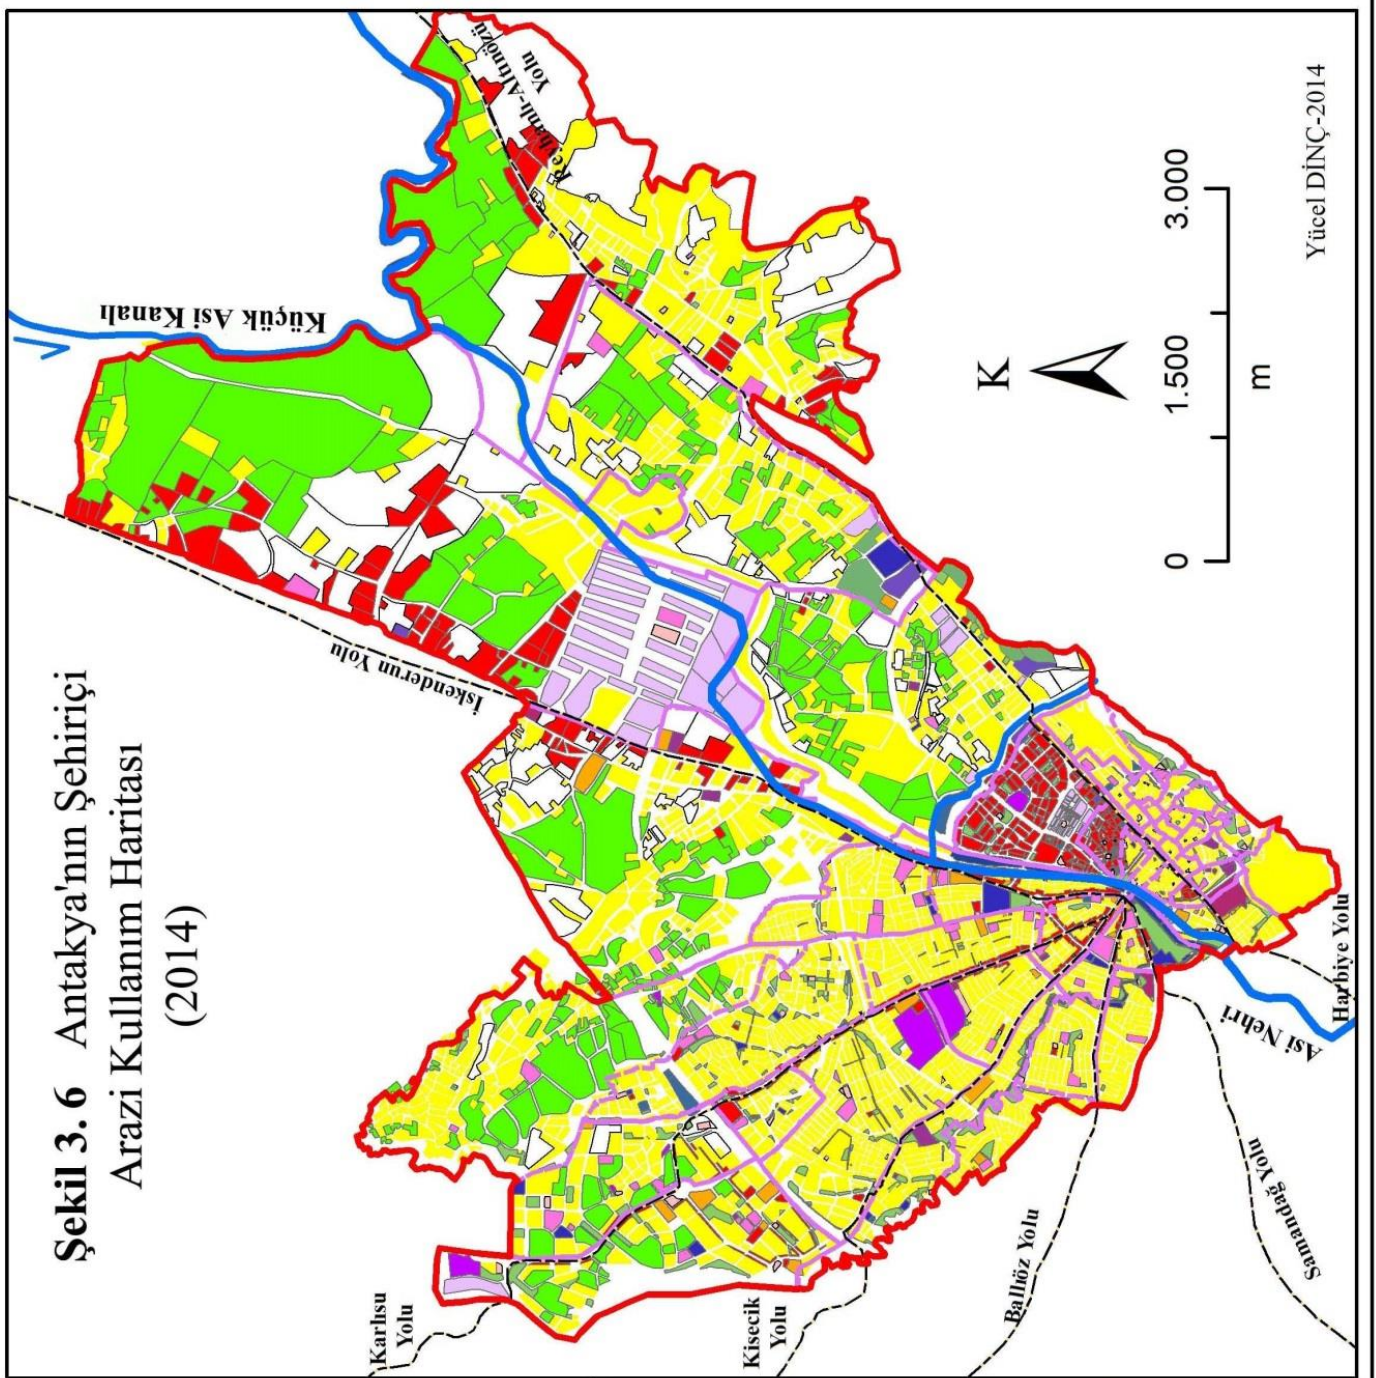 Şekil 3. 6 Antakya'nın Şehiriçi
Arazi Kullanım Haritası
(2014)
Küçük Asi Kanalı
Reyhanlı-Altınözü
Yolu
İskenderun Yolu
K
0 1.500 3.000
m
Yücel DİNÇ-2014
Karlısu
Yolu
Kisecik
Yolu
Ballıöz Yolu
Samandağ Yolu
Asi Nehri
Harbiye Yolu